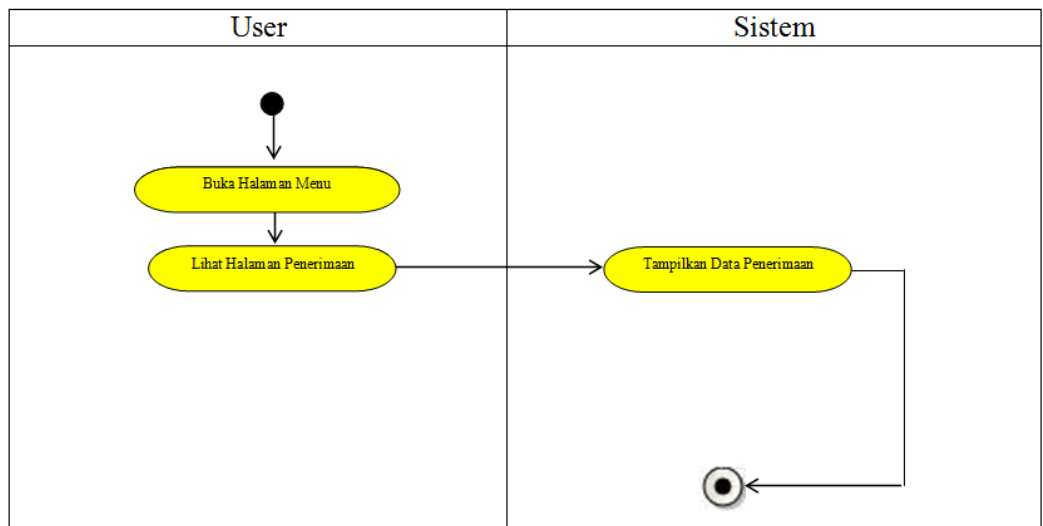 User
Sistem
Buka Halaman Menu
Lihat Halaman Penerimaan
Tampilkan Data Penerimaan